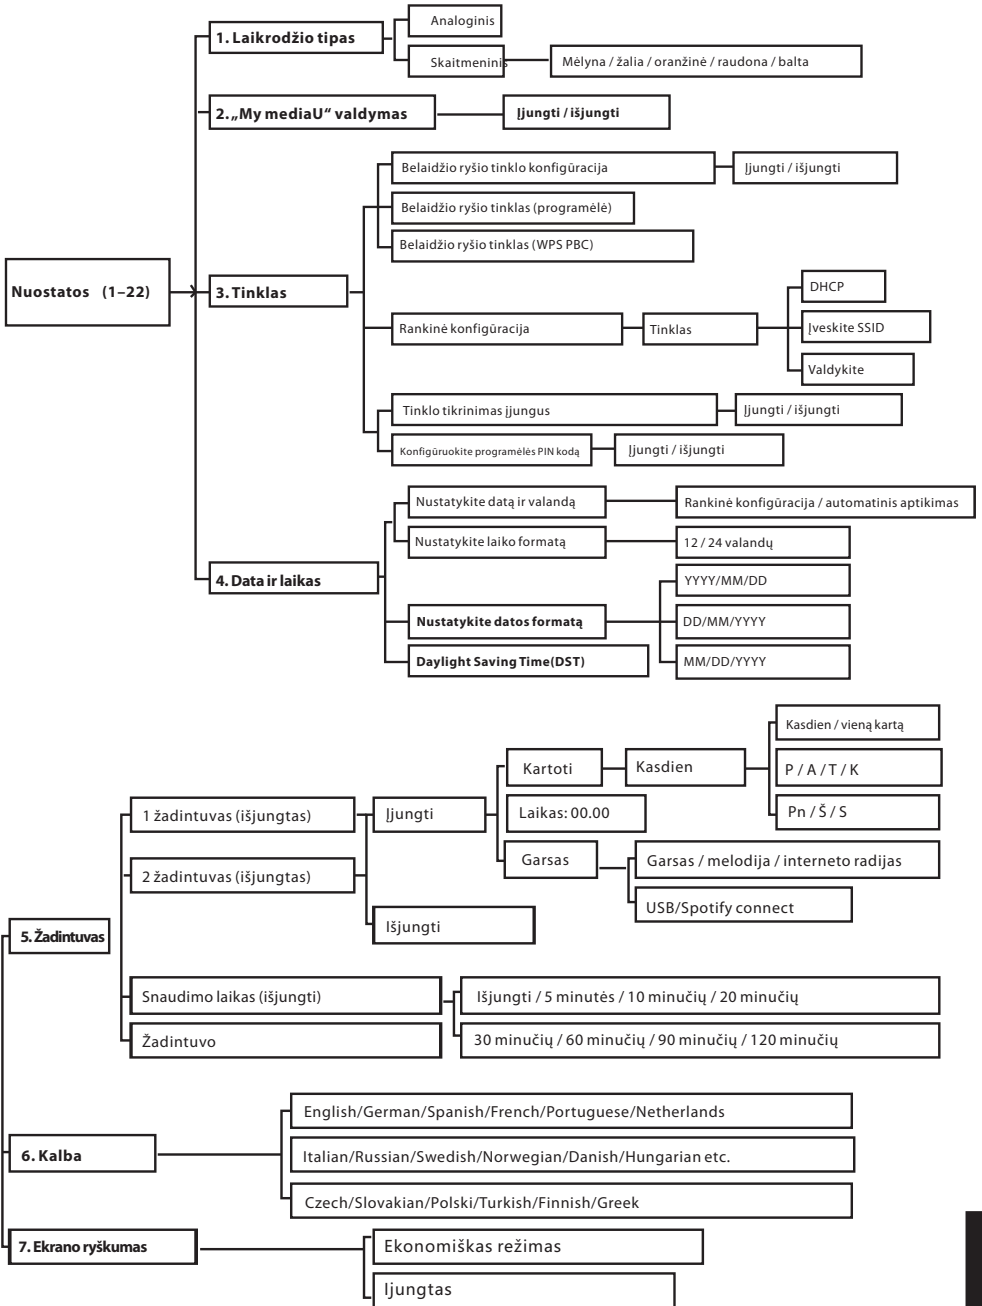 Nuostatos (1–22)
1. Laikrodžio tipas
Analoginis
Skaitmeninis
Mėlyna / žalia / oranžinė / raudona / balta
2. „My mediaU“ valdymas
Įjungti / išjungti
3. Tinklas
Belaidžio ryšio tinklo konfigūracija
Įjungti / išjungti
Belaidžio ryšio tinklas (programėlė)
Belaidžio ryšio tinklas (WPS PBC)
Rankinė konfigūracija
Tinklas
DHCP
Įveskite SSID
Valdykite
Tinklo tikrinimas įjungus
Įjungti / išjungti
Konfigūruokite programėlės PIN kodą
Įjungti / išjungti
4. Data ir laikas
Nustatykite datą ir valandą
Rankinė konfigūracija / automatinis aptikimas
Nustatykite laiko formatą
12 / 24 valandų
Nustatykite datos formatą
YYYY/MM/DD
DD/MM/YYYY
MM/DD/YYYY
Daylight Saving Time(DST)
5. Žadintuvas
1 žadintuvas (išjungtas)
2 žadintuvas (išjungtas)
Įjungti
Kartoti
Kasdien
Kasdien / vieną kartą
P / A / T / K
Pn / Š / S
Laikas: 00.00
Garsas
Garsas / melodija / interneto radijas
USB/Spotify connect
Išjungti
Snaudimo laikas (išjungti)
Žadintuvo
Išjungti / 5 minutės / 10 minučių / 20 minučių
30 minučių / 60 minučių / 90 minučių / 120 minučių
6. Kalba
English/German/Spanish/French/Portuguese/Netherlands
Italian/Russian/Swedish/Norwegian/Danish/Hungarian etc.
Czech/Slovakian/Polski/Turkish/Finnish/Greek
7. Ekrano ryškumas
Ekonomiškas režimas
Ijungtas